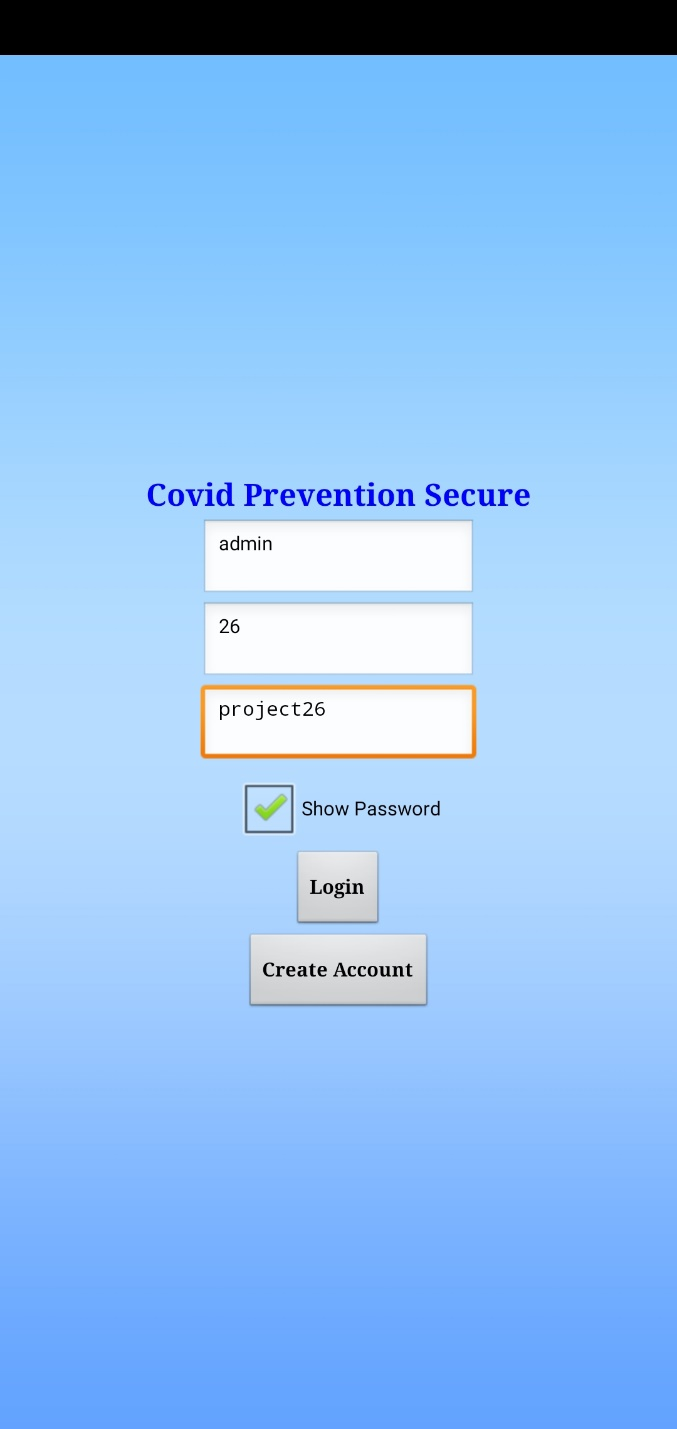 Covid Prevention Secure
admin
26
project26
Show Password
Login
Create Account